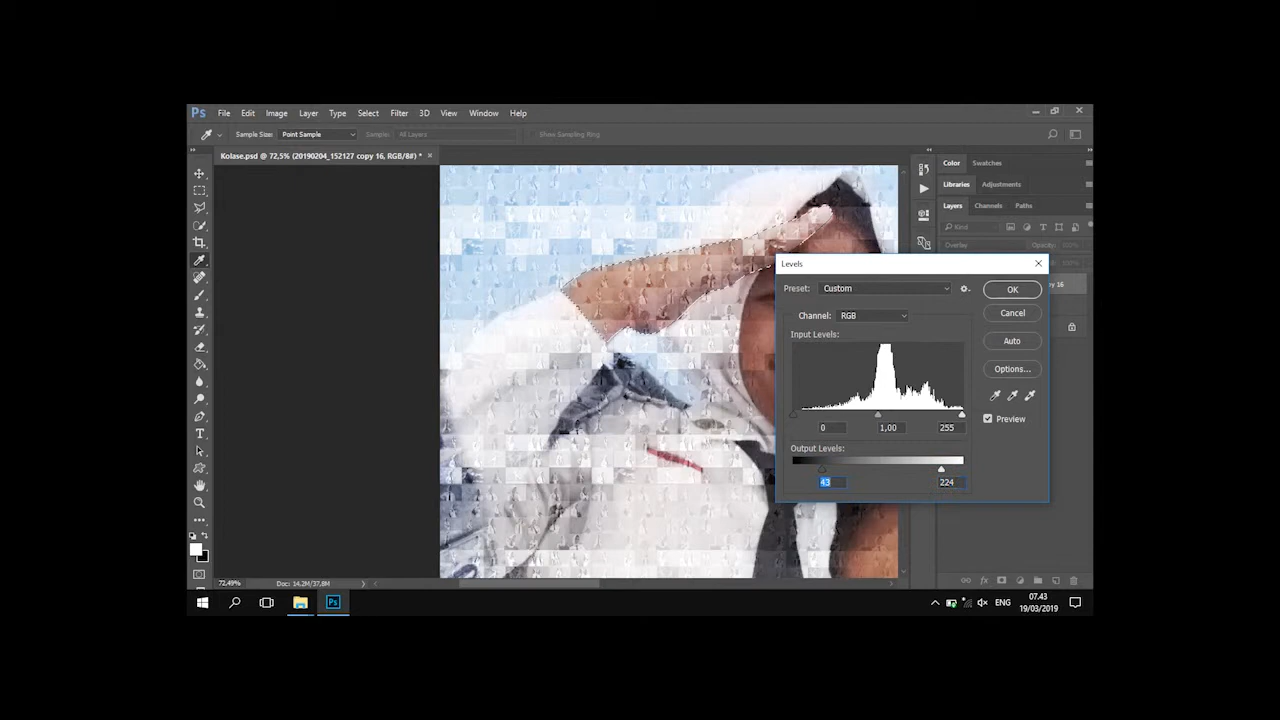 Ps File Edit Image Layer Type Select Filter 3D View Window Help
Sample Size: Point Sample Sample: All Layers Show Sampling Ring
Kolase.psd @ 72,5% (20190204_152127 copy 16, RGB/8#) *
Color Swatches
Libraries Adjustments
Layers Channels Paths
Kind
Overlay Opacity:
py 16
Levels
Preset: Custom
OK
Channel: RGB
Cancel
Input Levels:
Auto
Options...
Preview
0 1,00 255
Output Levels:
43 224
72,49% Doc: 14,2M/37,8M
Ps
ENG
07.43
19/03/2019